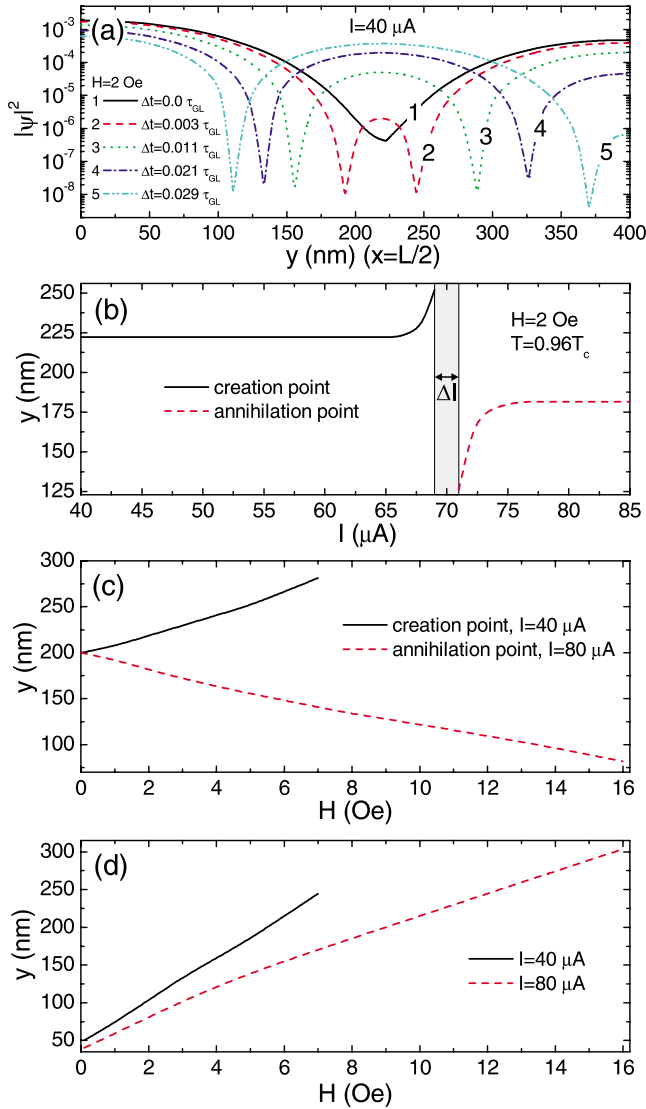 (a)
I=40 μA
10⁻³
10⁻⁴
10⁻⁵
10⁻⁶
10⁻⁷
10⁻⁸
|ψ|²
H=2 Oe
1 Δt=0.0 τ_GL
2 Δt=0.003 τ_GL
3 Δt=0.011 τ_GL
4 Δt=0.021 τ_GL
5 Δt=0.029 τ_GL
1
2
3
4
5
0 50 100 150 200 250 300 350 400
y (nm) (x=L/2)
(b)
250
225
200
175
150
125
y (nm)
H=2 Oe
T=0.96T_c
creation point
annihilation point
ΔI
40 45 50 55 60 65 70 75 80 85
I (μA)
(c)
300
250
200
150
100
y (nm)
creation point, I=40 μA
annihilation point, I=80 μA
0 2 4 6 8 10 12 14 16
H (Oe)
(d)
300
250
200
150
100
50
y (nm)
I=40 μA
I=80 μA
0 2 4 6 8 10 12 14 16
H (Oe)